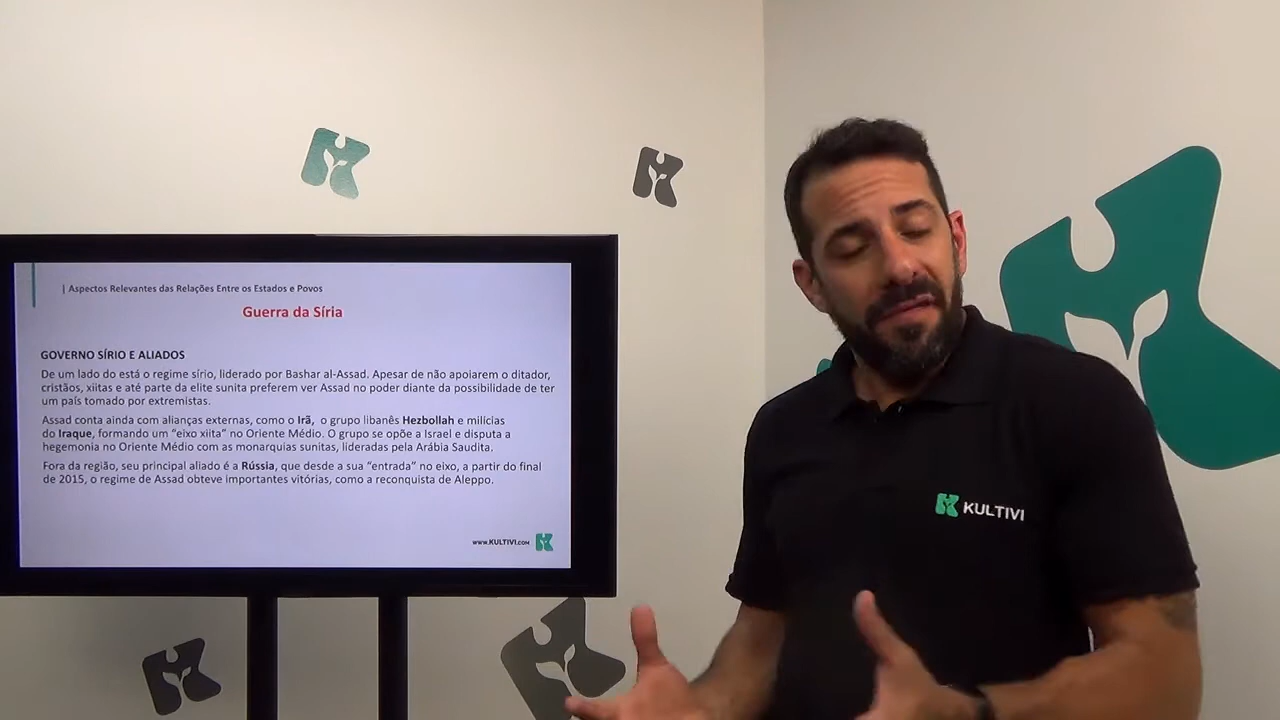 | Aspectos Relevantes das Relações Entre os Estados e Povos
Guerra da Síria
GOVERNO SÍRIO E ALIADOS
De um lado do está o regime sírio, liderado por Bashar al-Assad. Apesar de não apoiarem o ditador,
cristãos, xiitas e até parte da elite sunita preferem ver Assad no poder diante da possibilidade de ter
um país tomado por extremistas.
Assad conta ainda com alianças externas, como o Irã, o grupo libanês Hezbollah e milícias
do Iraque, formando um “eixo xiita” no Oriente Médio. O grupo se opõe a Israel e disputa a
hegemonia no Oriente Médio com as monarquias sunitas, lideradas pela Arábia Saudita.
Fora da região, seu principal aliado é a Rússia, que desde a sua “entrada” no eixo, a partir do final
de 2015, o regime de Assad obteve importantes vitórias, como a reconquista de Aleppo.
www.KULTIVI.com
KULTIVI